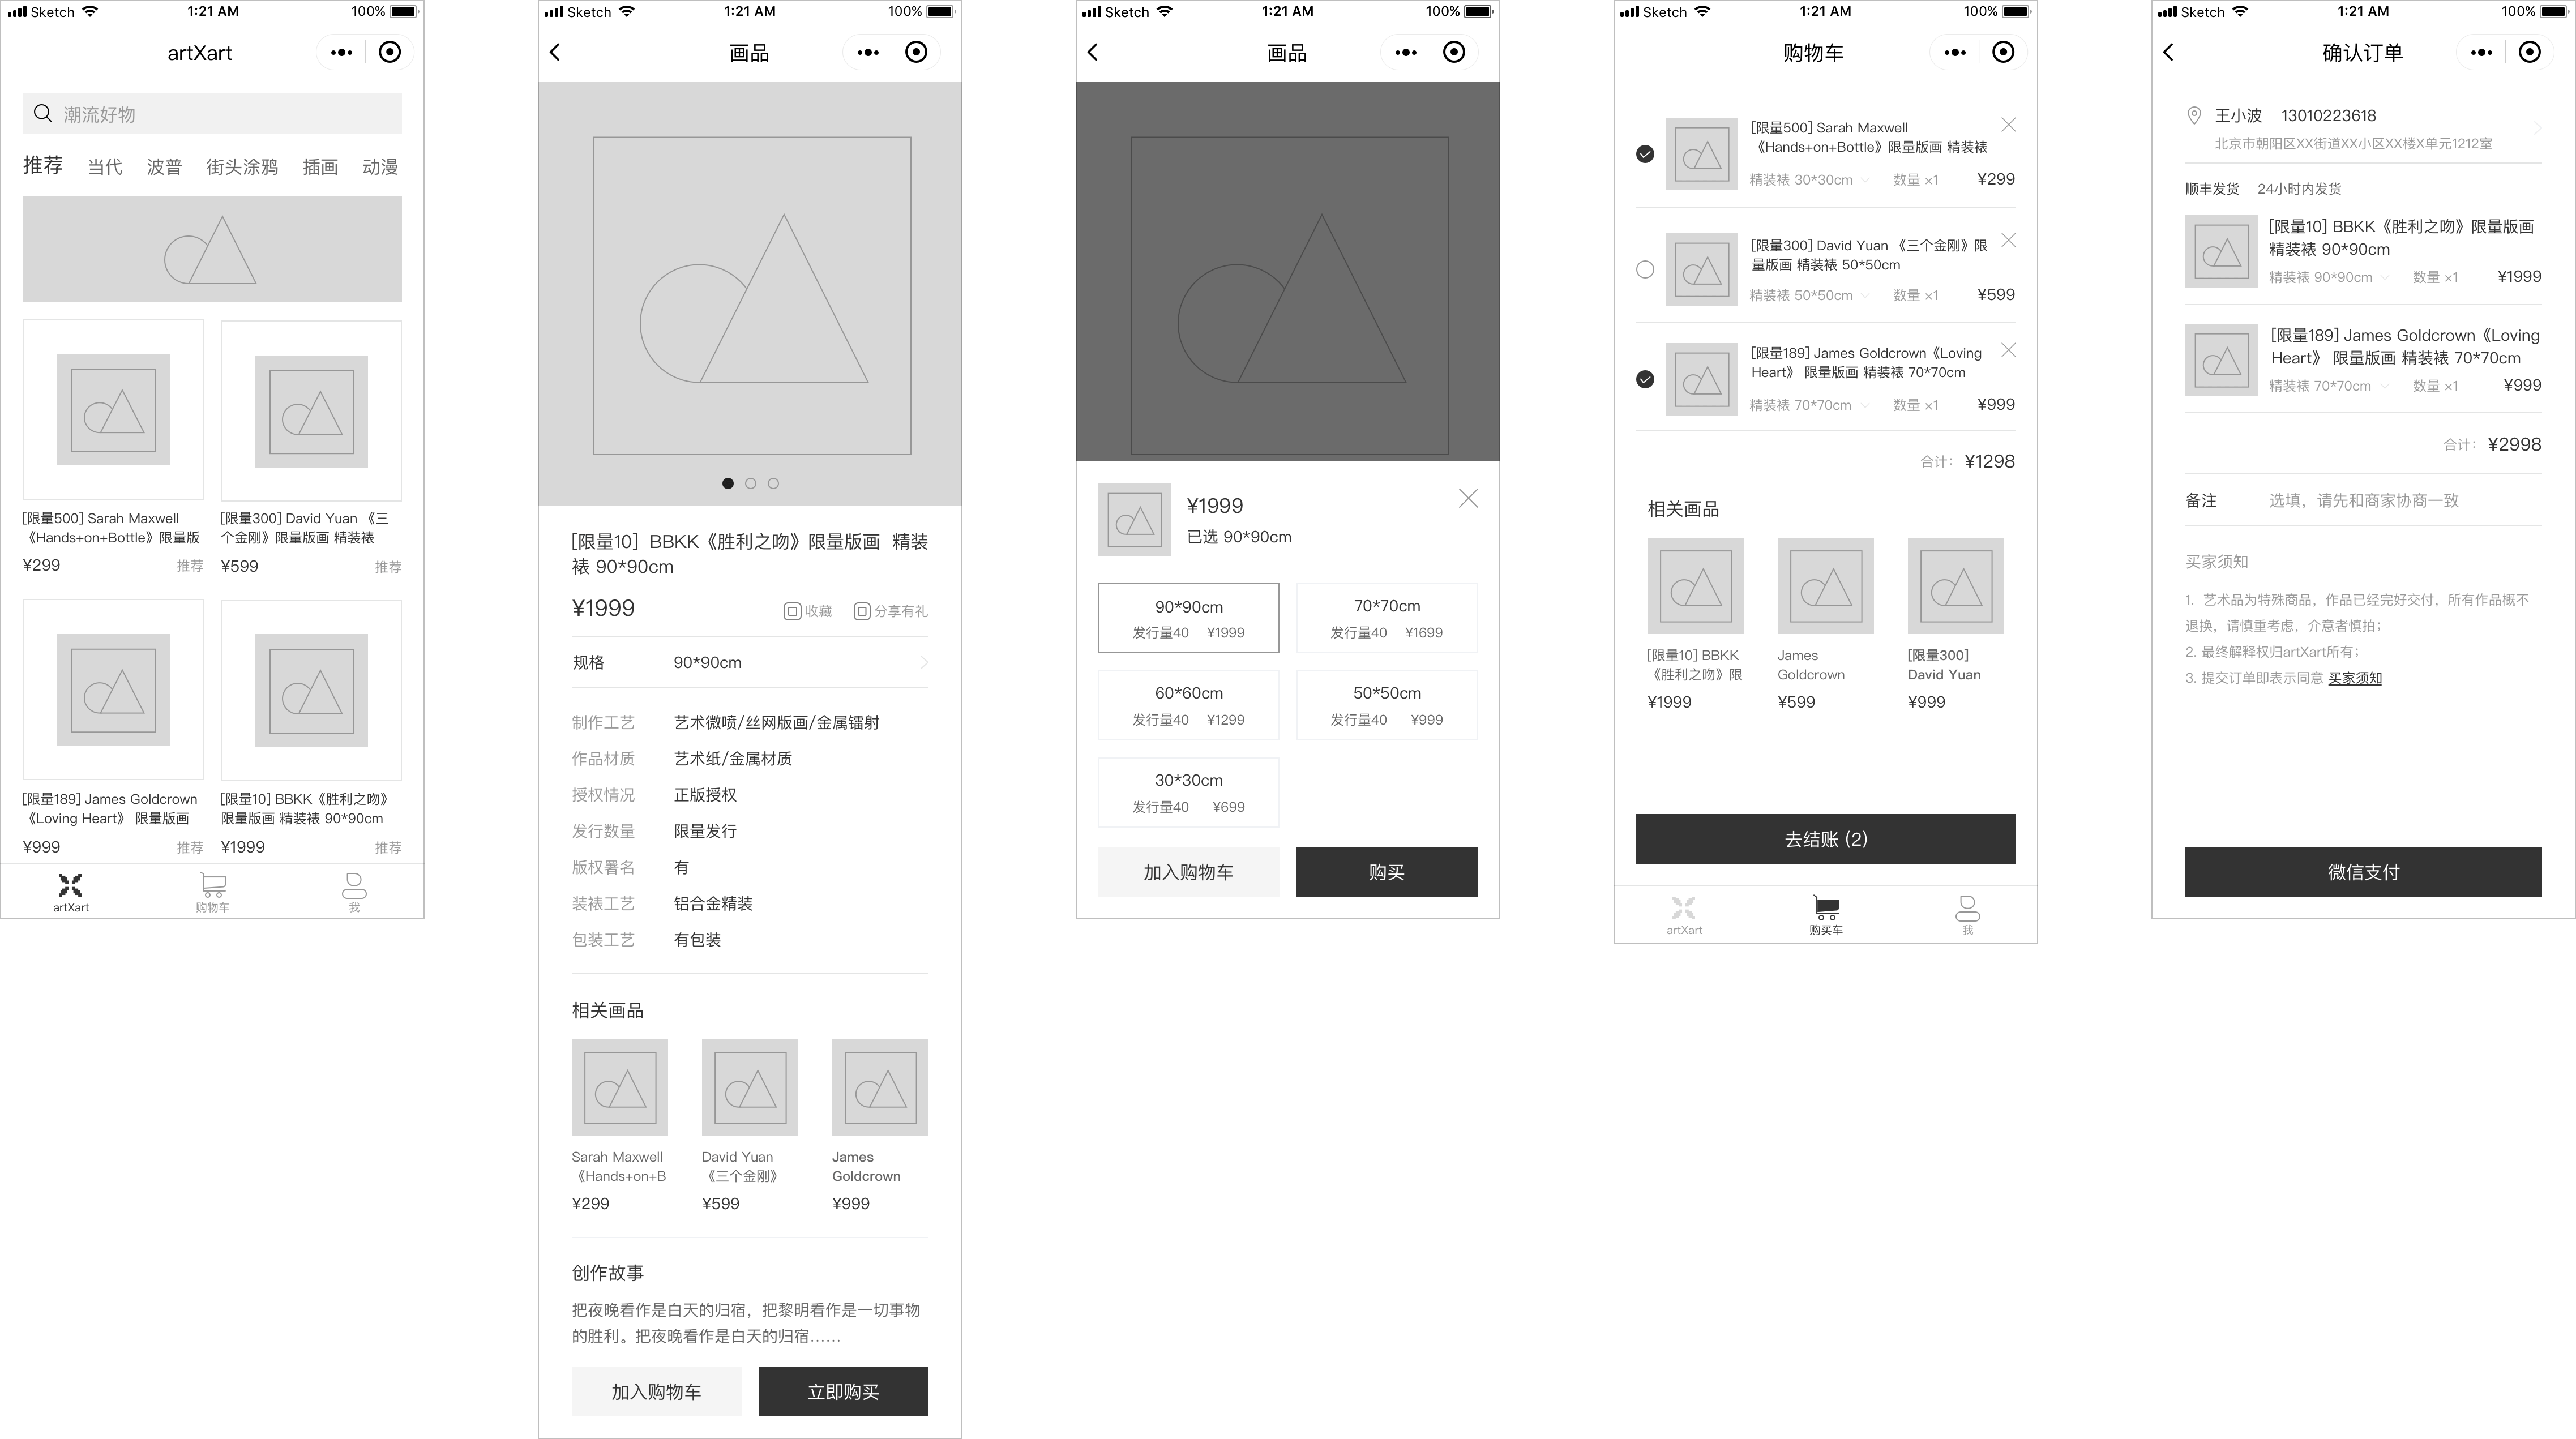 Sketch 1:21 AM 100%
artXart
潮流好物
推荐 当代 波普 街头涂鸦 插画 动漫
[限量500] Sarah Maxwell
《Hands+on+Bottle》限量版
¥299 推荐
[限量300] David Yuan 《三
个金刚》限量版画 精装裱
¥599 推荐
[限量189] James Goldcrown
《Loving Heart》 限量版画
¥999 推荐
[限量10] BBKK《胜利之吻》
限量版画 精装裱 90*90cm
¥1999 推荐
artXart 购物车 我
Sketch 1:21 AM 100%
画品
[限量10] BBKK《胜利之吻》限量版画 精装
裱 90*90cm
¥1999 收藏 分享有礼
规格 90*90cm
制作工艺 艺术微喷/丝网版画/金属镭射
作品材质 艺术纸/金属材质
授权情况 正版授权
发行数量 限量发行
版权署名 有
装裱工艺 铝合金精装
包装工艺 有包装
相关画品
Sarah Maxwell
《Hands+on+B
¥299
David Yuan
《三个金刚》
¥599
James
Goldcrown
¥999
创作故事
把夜晚看作是白天的归宿，把黎明看作是一切事物
的胜利。把夜晚看作是白天的归宿……
加入购物车 立即购买
Sketch 1:21 AM 100%
画品
¥1999
已选 90*90cm
90*90cm
发行量40 ¥1999
70*70cm
发行量40 ¥1699
60*60cm
发行量40 ¥1299
50*50cm
发行量40 ¥999
30*30cm
发行量40 ¥699
加入购物车 购买
Sketch 1:21 AM 100%
购物车
[限量500] Sarah Maxwell
《Hands+on+Bottle》限量版画 精装裱
精装裱 30*30cm 数量 ×1 ¥299
[限量300] David Yuan 《三个金刚》限
量版画 精装裱 50*50cm
精装裱 50*50cm 数量 ×1 ¥599
[限量189] James Goldcrown《Loving
Heart》 限量版画 精装裱 70*70cm
精装裱 70*70cm 数量 ×1 ¥999
合计： ¥1298
相关画品
[限量10] BBKK
《胜利之吻》限
¥1999
James
Goldcrown
¥599
[限量300]
David Yuan
¥999
去结账 (2)
artXart 购买车 我
Sketch 1:21 AM 100%
确认订单
王小波 13010223618
北京市朝阳区XX街道XX小区XX楼X单元1212室
顺丰发货 24小时内发货
[限量10] BBKK《胜利之吻》限量版画
精装裱 90*90cm
精装裱 90*90cm 数量 ×1 ¥1999
[限量189] James Goldcrown《Loving
Heart》 限量版画 精装裱 70*70cm
精装裱 70*70cm 数量 ×1 ¥999
合计： ¥2998
备注 选填，请先和商家协商一致
买家须知
1. 艺术品为特殊商品，作品已经完好交付，所有作品概不
退换，请慎重考虑，介意者慎拍；
2. 最终解释权归artXart所有；
3. 提交订单即表示同意 买家须知
微信支付